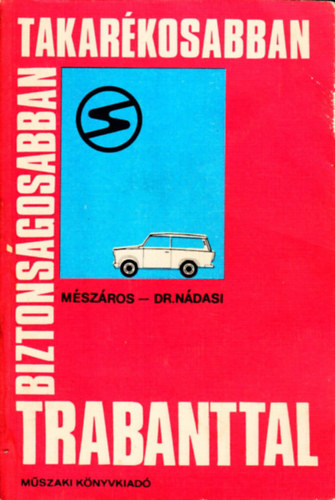 TAKARÉKOSABBAN
BIZTONSÁGOSABBAN
MÉSZÁROS — DR. NÁDASI
TRABANTTAL
MŰSZAKI KÖNYVKIADÓ